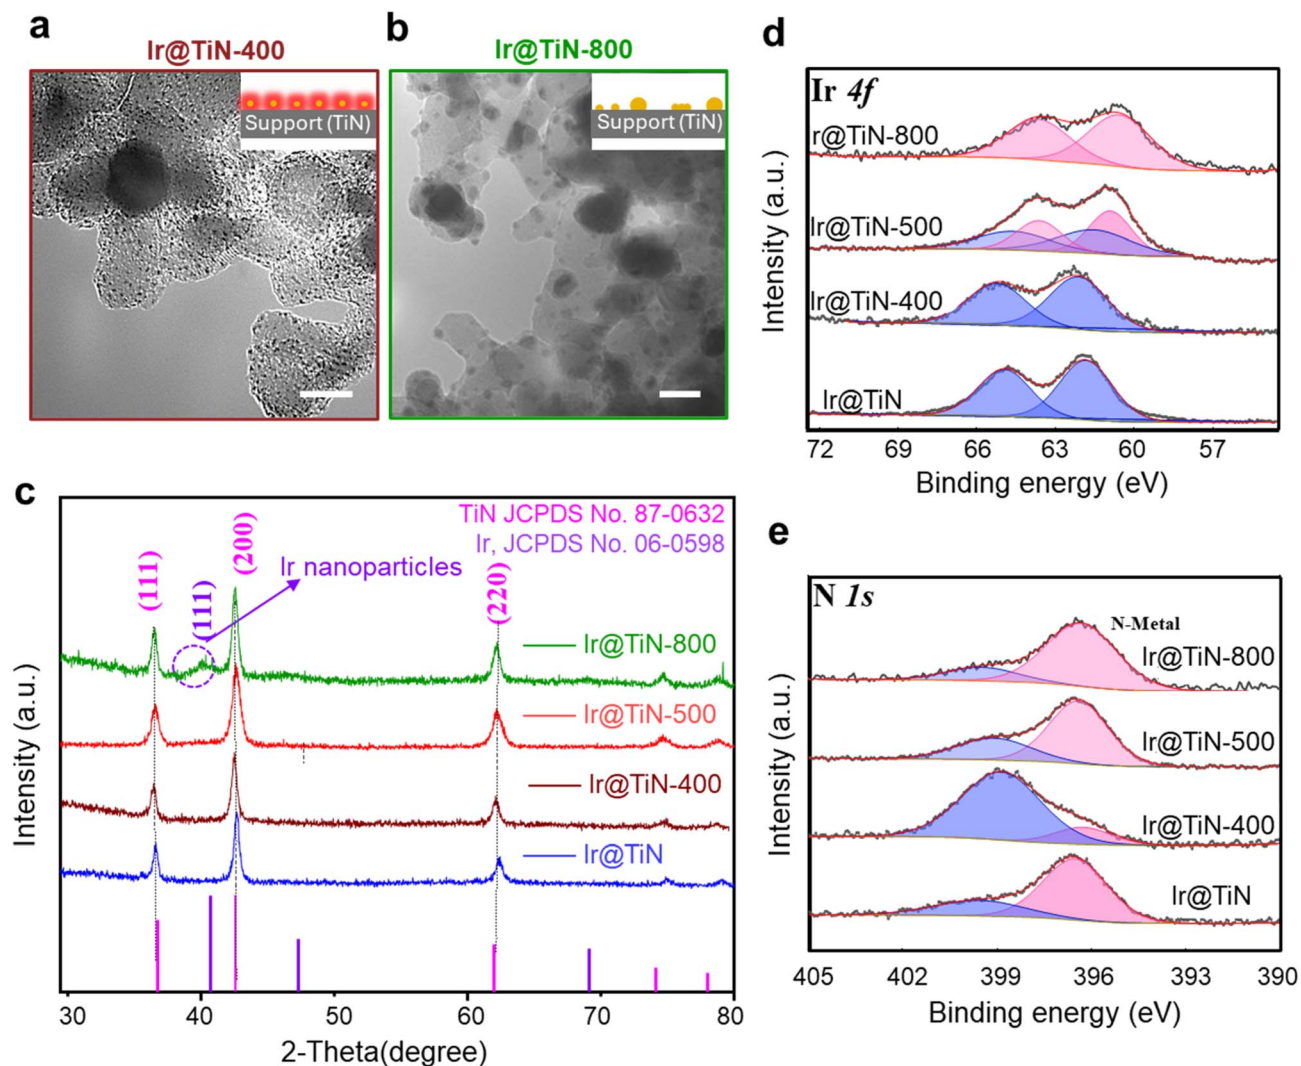 a
Ir@TiN-400
Support (TiN)
b
Ir@TiN-800
Support (TiN)
c
TiN JCPDS No. 87-0632
Ir, JCPDS No. 06-0598
(111)
(111)
(200)
(220)
Ir nanoparticles
Ir@TiN-800
Ir@TiN-500
Ir@TiN-400
Ir@TiN
Intensity (a.u.)
30 40 50 60 70 80
2-Theta(degree)
d
Ir 4f
r@TiN-800
Ir@TiN-500
Ir@TiN-400
Ir@TiN
Intensity (a.u.)
72 69 66 63 60 57
Binding energy (eV)
e
N 1s
N-Metal
Ir@TiN-800
Ir@TiN-500
Ir@TiN-400
Ir@TiN
Intensity (a.u.)
405 402 399 396 393 390
Binding energy (eV)